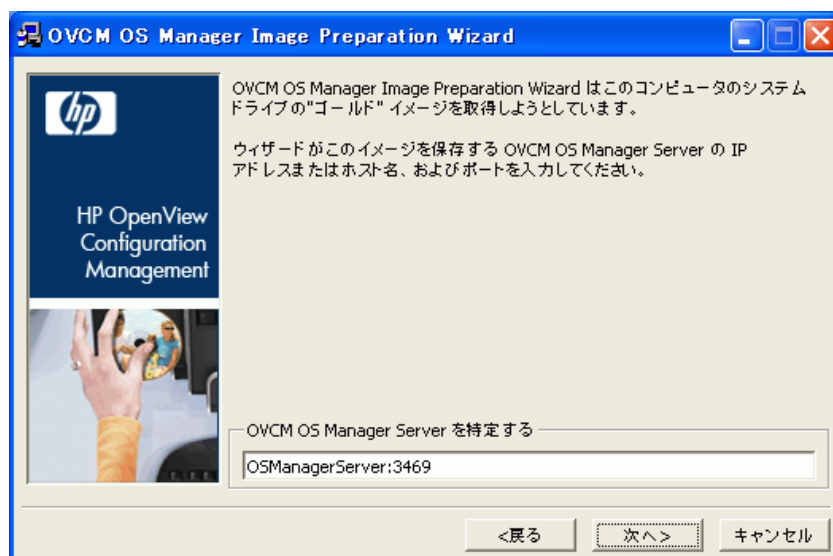 OVCM OS Manager Image Preparation Wizard
hp
HP OpenView
Configuration
Management
OVCM OS Manager Image Preparation Wizard はこのコンピュータのシステム
ドライブの"ゴールド" イメージを取得しようとしています。
ウィザードがこのイメージを保存する OVCM OS Manager Server の IP
アドレスまたはホスト名、およびポートを入力してください。
OVCM OS Manager Server を特定する
OSManagerServer:3469
<戻る
次へ>
キャンセル